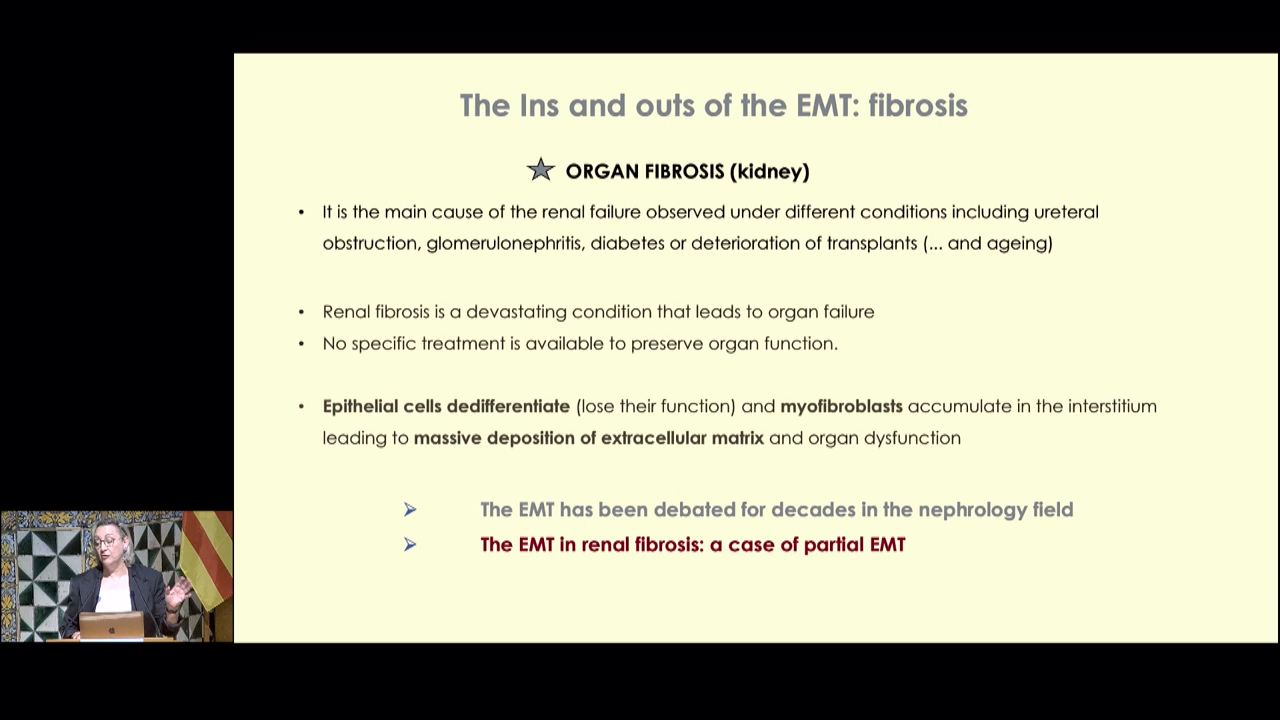 The Ins and outs of the EMT: fibrosis
ORGAN FIBROSIS (kidney)
• It is the main cause of the renal failure observed under different conditions including ureteral
obstruction, glomerulonephritis, diabetes or deterioration of transplants (... and ageing)
• Renal fibrosis is a devastating condition that leads to organ failure
• No specific treatment is available to preserve organ function.
• Epithelial cells dedifferentiate (lose their function) and myofibroblasts accumulate in the interstitium
leading to massive deposition of extracellular matrix and organ dysfunction
➢ The EMT has been debated for decades in the nephrology field
➢ The EMT in renal fibrosis: a case of partial EMT